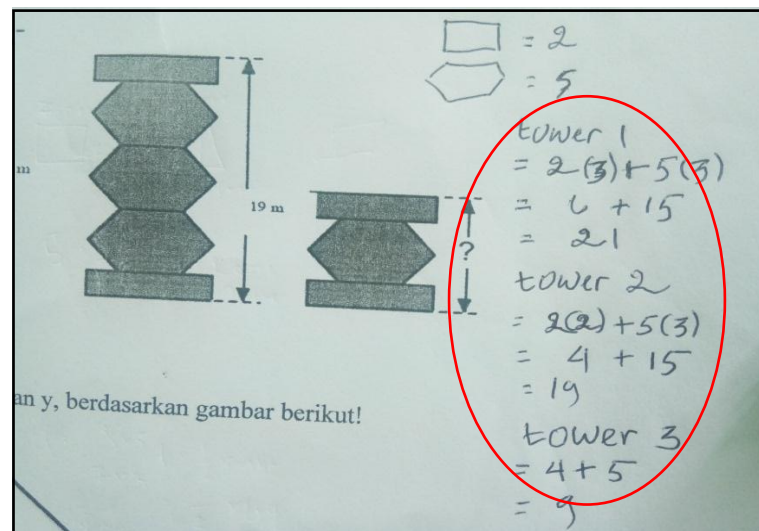 m
19 m
?
an y, berdasarkan gambar berikut!
= 2
= 5
tower 1
= 2(3) + 5(3)
= 6 + 15
= 21
tower 2
= 2(2) + 5(3)
= 4 + 15
= 19
tower 3
= 4 + 5
= 9